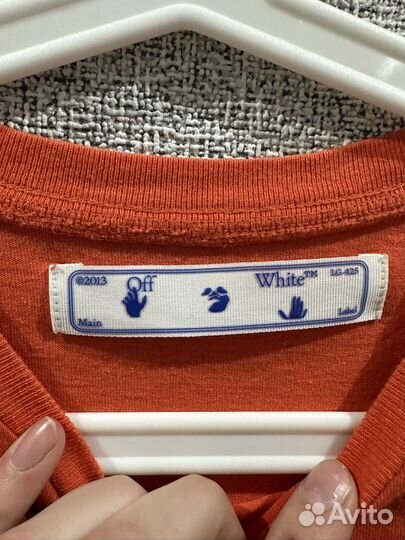 ©2013 Off White™ LG-425
Main Label
Avito